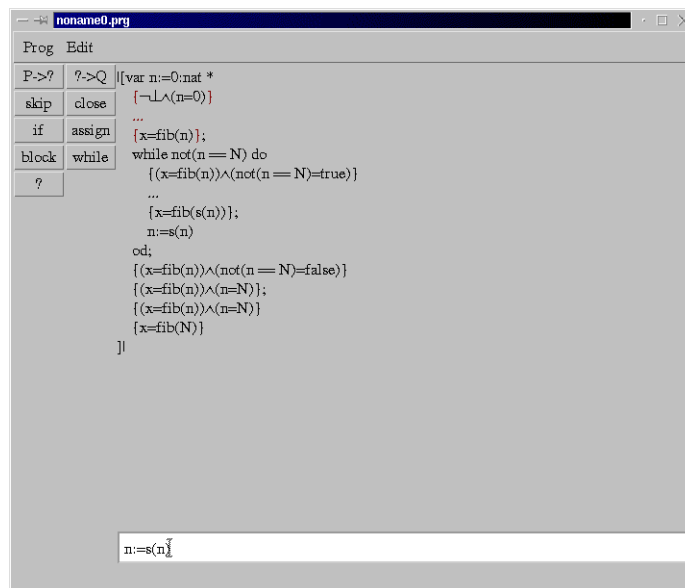 noname0.prg
Prog Edit
P->? ?->Q
skip close
if assign
block while
?
|[var n:=0:nat *
{¬⊥∧(n=0)}
...
{x=fib(n)};
while not(n == N) do
{(x=fib(n))∧(not(n == N)=true)}
...
{x=fib(s(n))};
n:=s(n)
od;
{(x=fib(n))∧(not(n == N)=false)}
{(x=fib(n))∧(n=N)};
{(x=fib(n))∧(n=N)}
{x=fib(N)}
]|
n:=s(n)